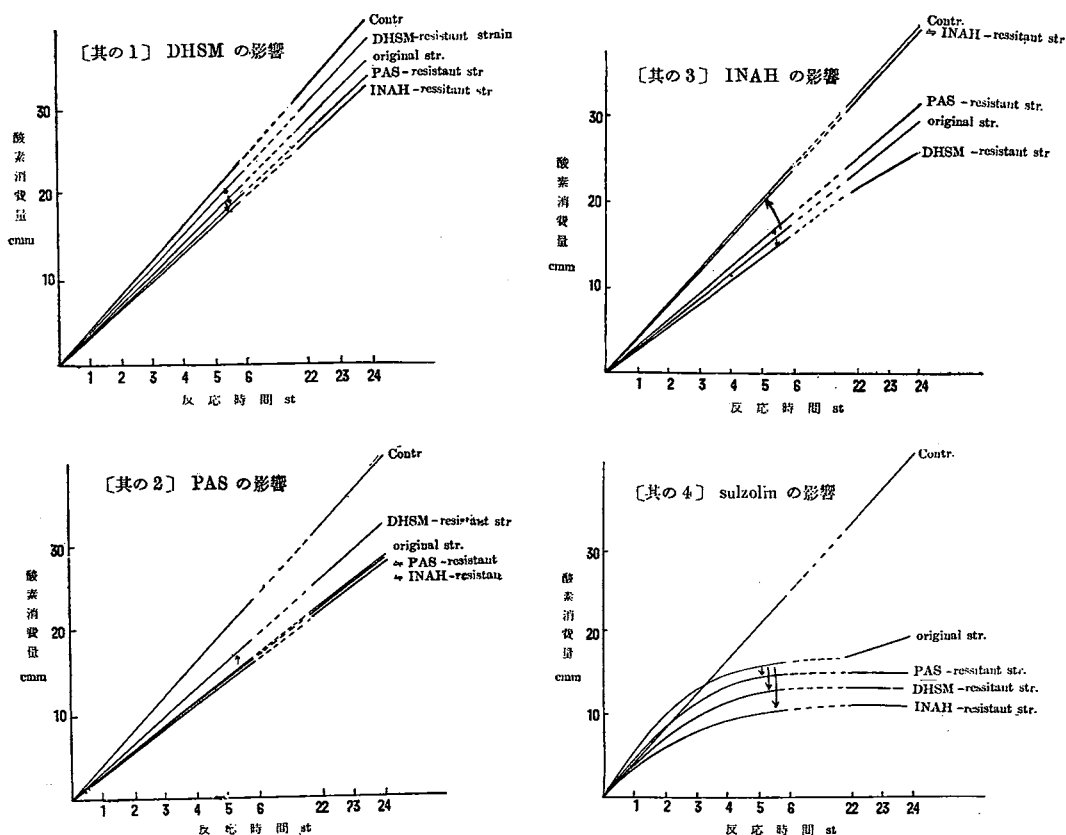 〔其の1〕 DHSM の影響
Contr
DHSM-resistant strain
original str.
PAS-resistant str
INAH-ressitant str
30
20
10
酸素消費量
cmm
1 2 3 4 5 6 22 23 24
反応時間 st
〔其の3〕 INAH の影響
Contr.
≒ INAH-ressitant str
PAS-resistant str.
original str.
DHSM-resistant str
30
20
10
酸素消費量
cmm
1 2 3 4 5 6 22 23 24
反応時間 st
〔其の2〕 PAS の影響
Contr
DHSM-resistant str
original str.
≒ PAS-resistant
≒ INAH-resistan
30
20
10
酸素消費量
cmm
1 2 3 4 5 6 22 73 24
反応時間 st
〔其の4〕 sulzolin の影響
Contr.
original str.
PAS-ressitant str.
DHSM-ressitant str.
INAH-resistant str.
30
20
10
酸素消費量
cmm
1 2 3 4 5 6 22 23 24
反応時間 st